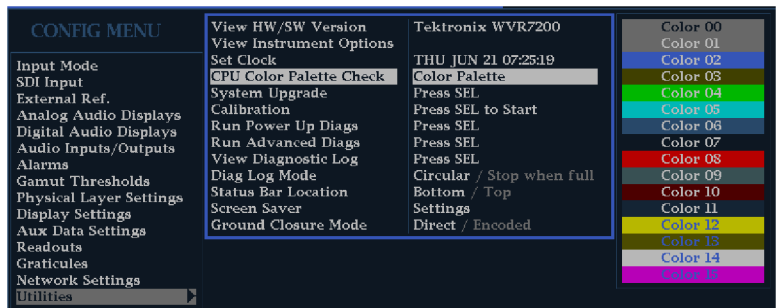 CONFIG MENU
Input Mode
SDI Input
External Ref.
Analog Audio Displays
Digital Audio Displays
Audio Inputs/Outputs
Alarms
Gamut Thresholds
Physical Layer Settings
Display Settings
Aux Data Settings
Readouts
Graticules
Network Settings
Utilities
View HW/SW Version Tektronix WVR7200
View Instrument Options
Set Clock THU JUN 21 07:25:19
CPU Color Palette Check Color Palette
System Upgrade Press SEL
Calibration Press SEL to Start
Run Power Up Diags Press SEL
Run Advanced Diags Press SEL
View Diagnostic Log Press SEL
Diag Log Mode Circular / Stop when full
Status Bar Location Bottom / Top
Screen Saver Settings
Ground Closure Mode Direct / Encoded
Color 00
Color 01
Color 02
Color 03
Color 04
Color 05
Color 06
Color 07
Color 08
Color 09
Color 10
Color 11
Color 12
Color 13
Color 14
Color 15